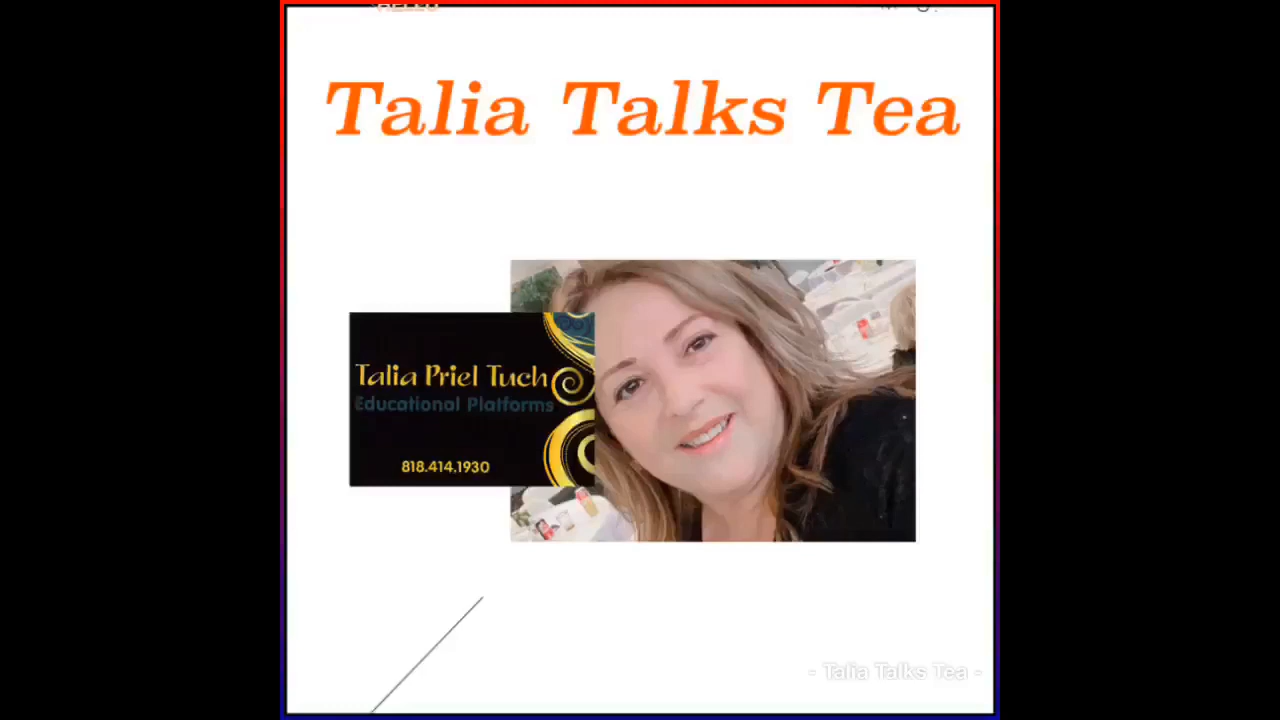 Talia Talks Tea
Talia Priel Tuch
Educational Platforms
818.414.1930
- Talia Talks Tea -